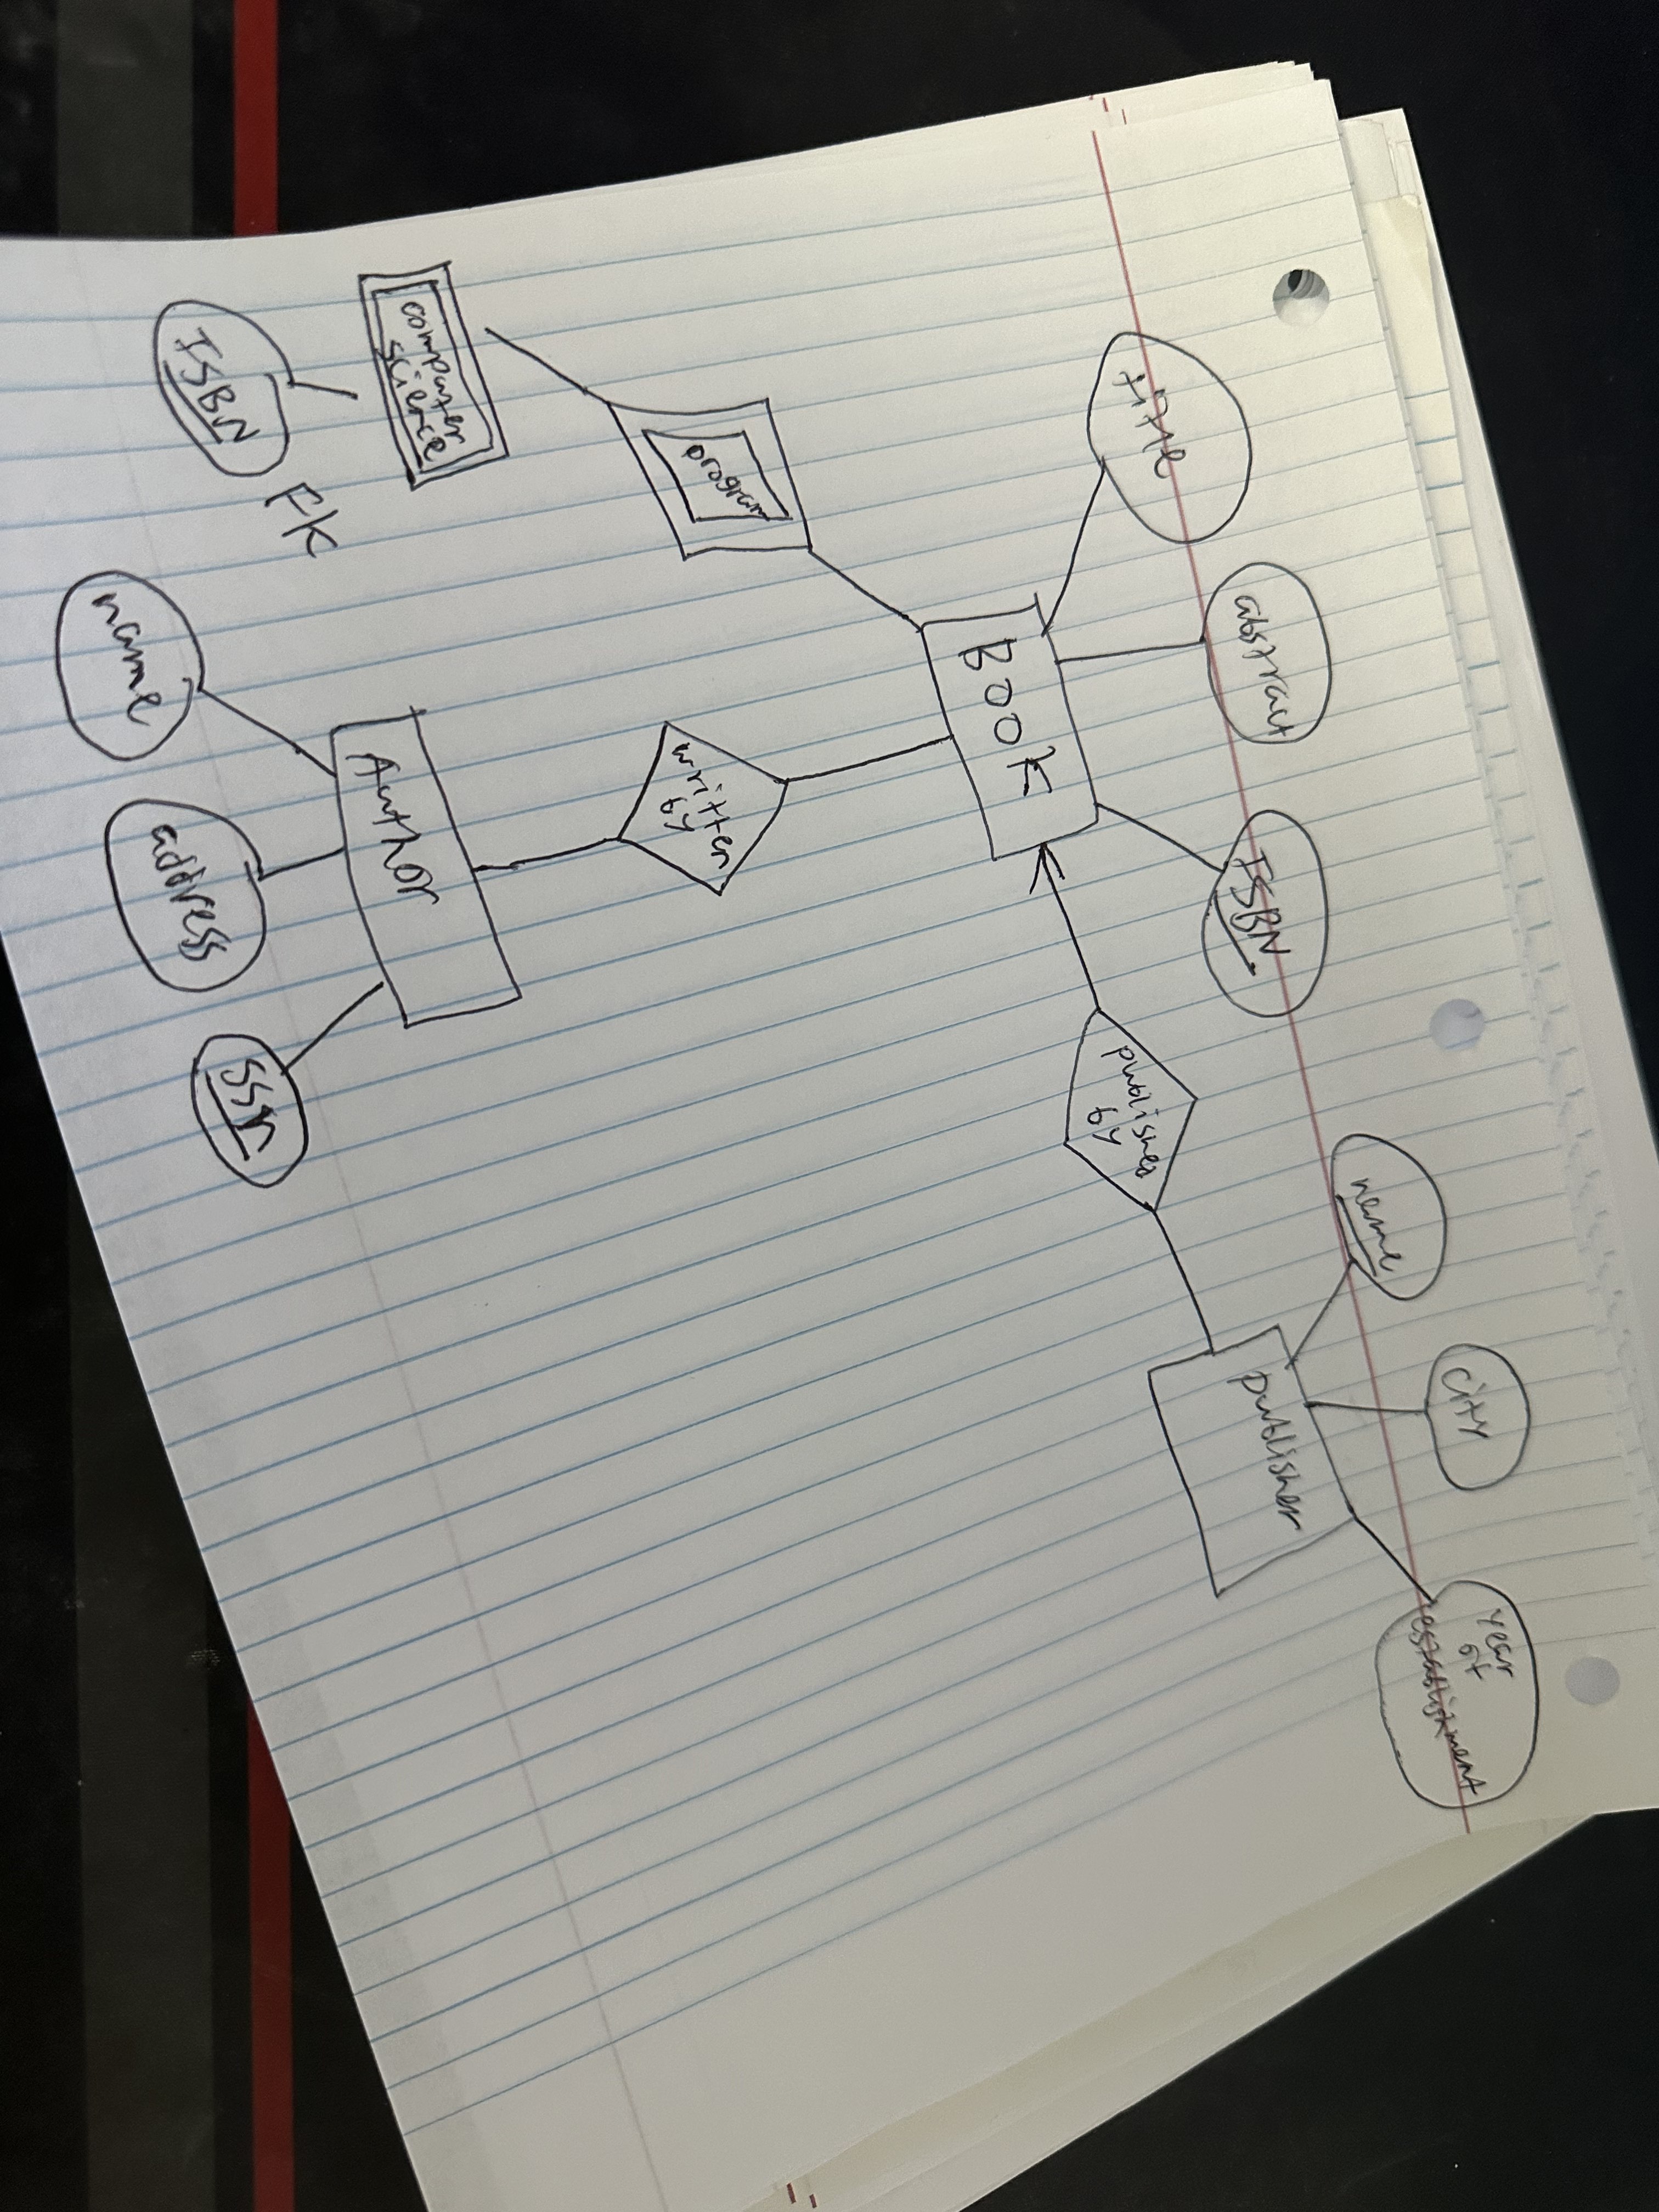 year
of
establishment
city
name
publisher
title
abstract
ISBN
published
by
BOOK
program
written
by
computer
science
Author
ISBN
FK
name
address
ssn